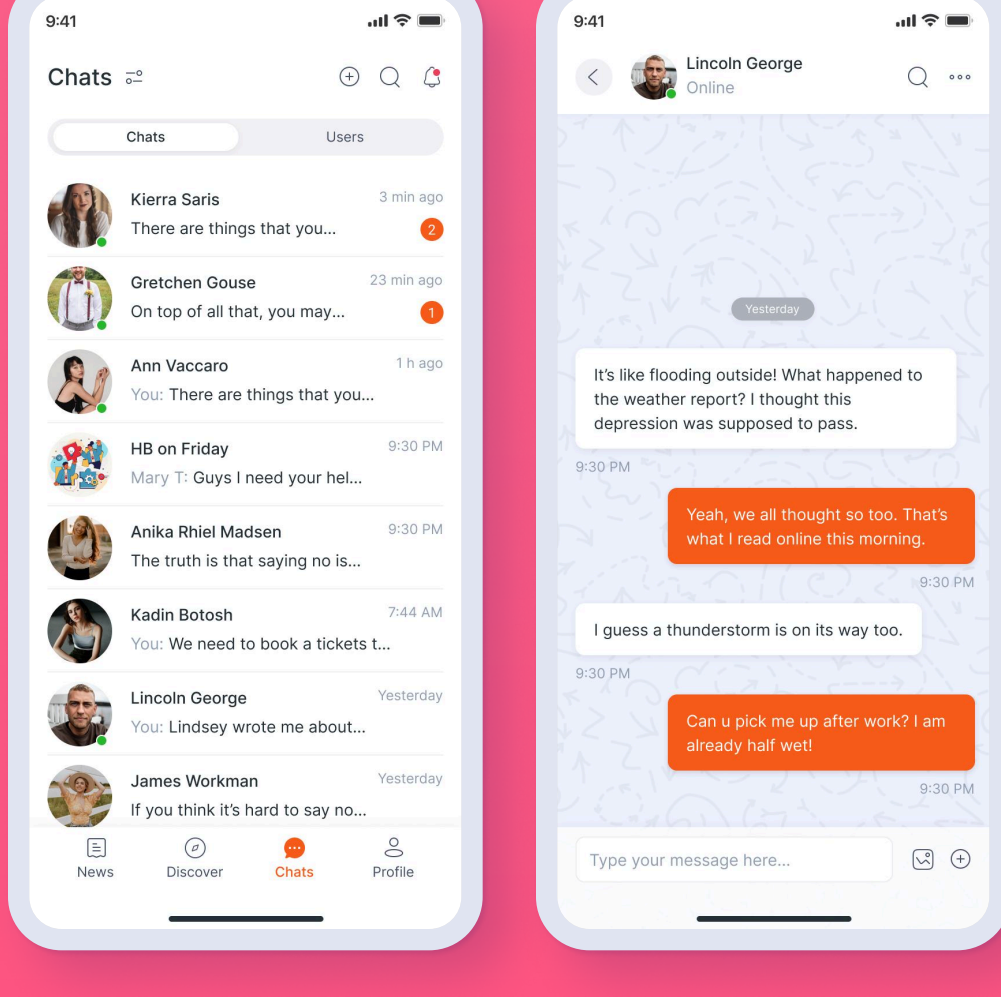 9:41
Chats
Chats
Users
Kierra Saris
3 min ago
There are things that you...
2
Gretchen Gouse
23 min ago
On top of all that, you may...
1
Ann Vaccaro
1 h ago
You: There are things that you...
HB on Friday
9:30 PM
Mary T: Guys I need your hel...
Anika Rhiel Madsen
9:30 PM
The truth is that saying no is...
Kadin Botosh
7:44 AM
You: We need to book a tickets t...
Lincoln George
Yesterday
You: Lindsey wrote me about...
James Workman
Yesterday
If you think it’s hard to say no...
News
Discover
Chats
Profile
9:41
Lincoln George
Online
Yesterday
It’s like flooding outside! What happened to
the weather report? I thought this
depression was supposed to pass.
9:30 PM
Yeah, we all thought so too. That’s
what I read online this morning.
9:30 PM
I guess a thunderstorm is on its way too.
9:30 PM
Can u pick me up after work? I am
already half wet!
9:30 PM
Type your message here...